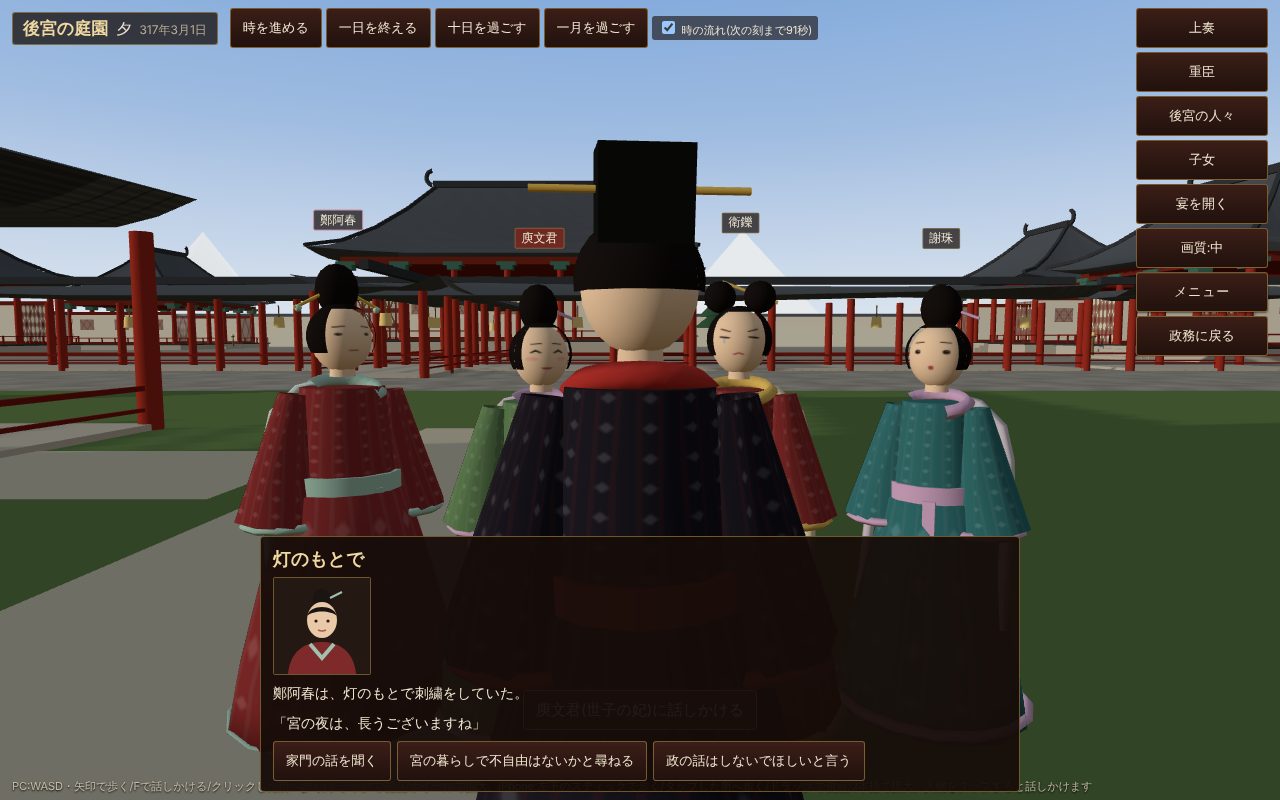 後宮の庭園 夕 317年3月1日
時を進める
一日を終える
十日を過ごす
一月を過ごす
時の流れ(次の刻まで91秒)
上奏
重臣
後宮の人々
子女
宴を開く
画質:中
メニュー
政務に戻る
鄭阿春
庾文君
衛鑠
謝珠
灯のもとで
鄭阿春は、灯のもとで刺繍をしていた。
庾文君(世子の妃)に話しかける
「宮の夜は、長うございますね」
家門の話を聞く
宮の暮らしで不自由はないかと尋ねる
政の話はしないでほしいと言う
PC:WASD・矢印で歩く/Fで話しかける/クリック
話しかけます